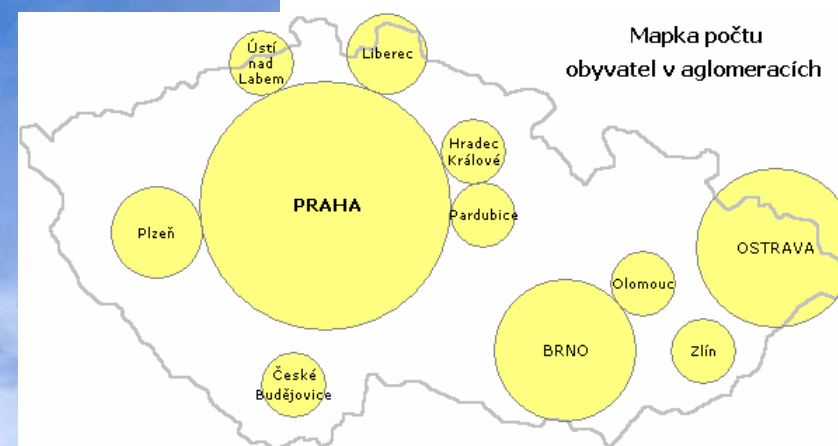 Mapka počtu
obyvatel v aglomeracích
Ústí
nad
Labem
Liberec
Hradec
Králové
PRAHA
Pardubice
Plzeň
OSTRAVA
Olomouc
BRNO
Zlín
České
Budějovice